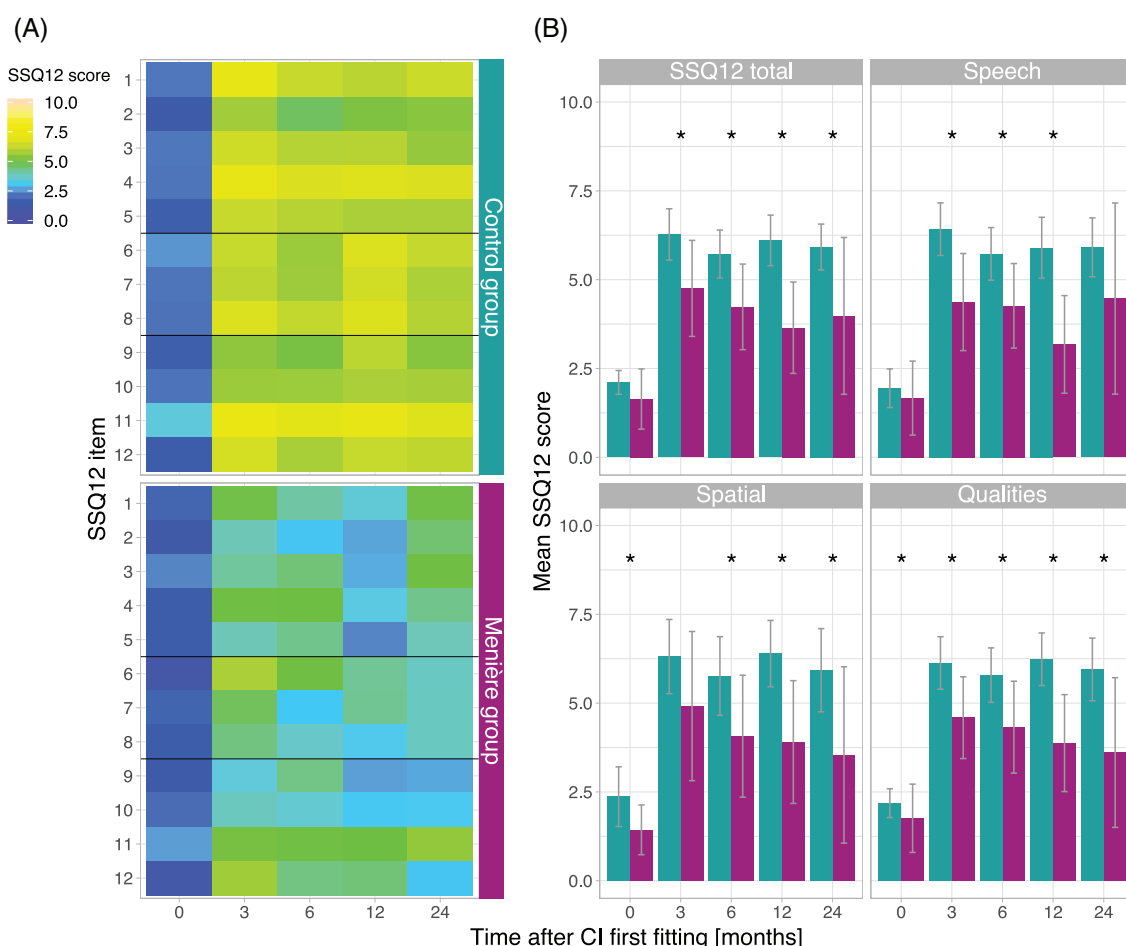 (A)
(B)
SSQ12 score
10.0
7.5
5.0
2.5
0.0
SSQ12 item
1
2
3
4
5
6
7
8
9
10
11
12
Control group
1
2
3
4
5
6
7
8
9
10
11
12
Menière group
0 3 6 12 24
Mean SSQ12 score
SSQ12 total
Speech
10.0
7.5
5.0
2.5
0.0
* * * *
* * *
Spatial
Qualities
10.0
7.5
5.0
2.5
0.0
* * * *
* * * * *
0 3 6 12 24
0 3 6 12 24
Time after CI first fitting [months]